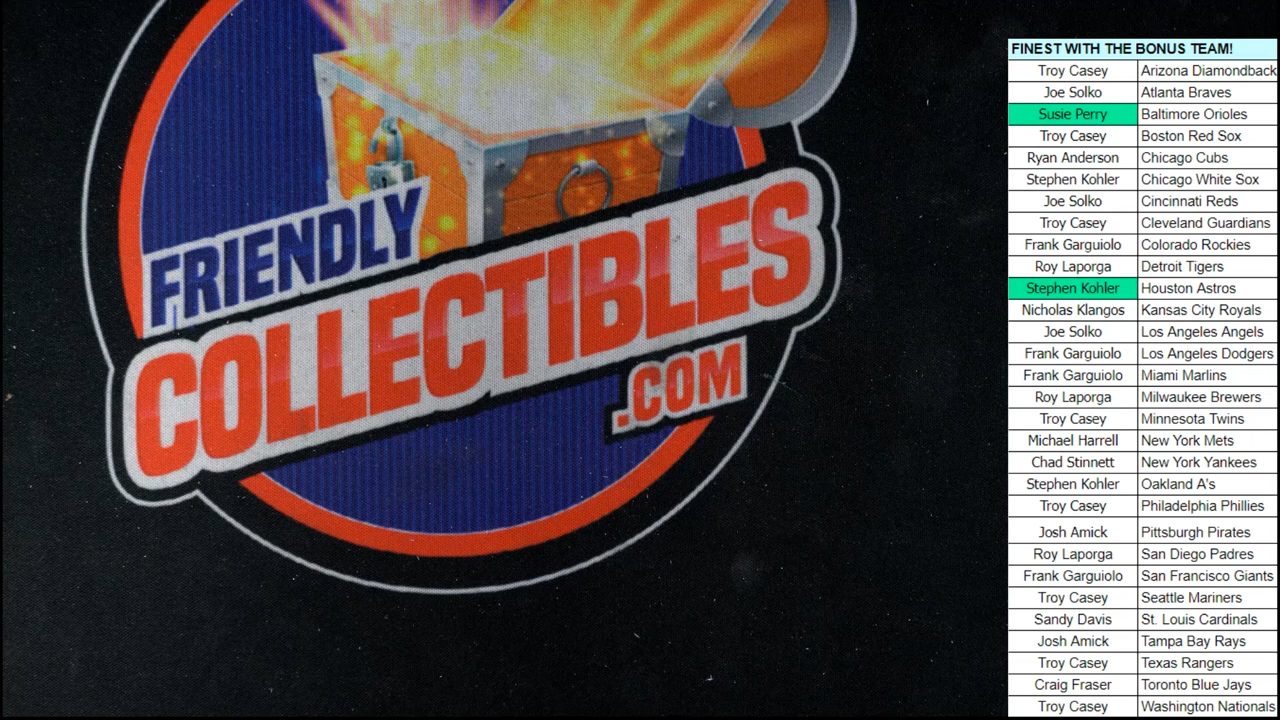 FRIENDLY
COLLECTIBLES
.COM
FINEST WITH THE BONUS TEAM!
Troy Casey Arizona Diamondback
Joe Solko Atlanta Braves
Susie Perry Baltimore Orioles
Troy Casey Boston Red Sox
Ryan Anderson Chicago Cubs
Stephen Kohler Chicago White Sox
Joe Solko Cincinnati Reds
Troy Casey Cleveland Guardians
Frank Garguiolo Colorado Rockies
Roy Laporga Detroit Tigers
Stephen Kohler Houston Astros
Nicholas Klangos Kansas City Royals
Joe Solko Los Angeles Angels
Frank Garguiolo Los Angeles Dodgers
Frank Garguiolo Miami Marlins
Roy Laporga Milwaukee Brewers
Troy Casey Minnesota Twins
Michael Harrell New York Mets
Chad Stinnett New York Yankees
Stephen Kohler Oakland A's
Troy Casey Philadelphia Phillies
Josh Amick Pittsburgh Pirates
Roy Laporga San Diego Padres
Frank Garguiolo San Francisco Giants
Troy Casey Seattle Mariners
Sandy Davis St. Louis Cardinals
Josh Amick Tampa Bay Rays
Troy Casey Texas Rangers
Craig Fraser Toronto Blue Jays
Troy Casey Washington Nationals